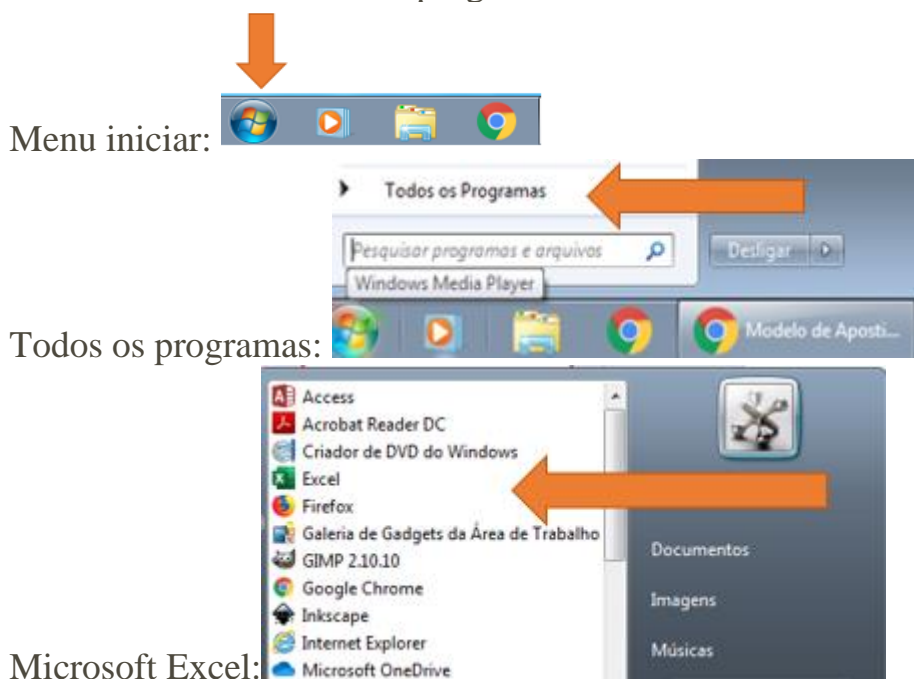 Menu iniciar:
Todos os Programas
Pesquisar programas e arquivos
Desligar
Windows Media Player
Todos os programas:
Modelo de Aposti...
Access
Acrobat Reader DC
Criador de DVD do Windows
Excel
Firefox
Galeria de Gadgets da Área de Trabalho
GIMP 2.10.10
Google Chrome
Inkscape
Internet Explorer
Microsoft OneDrive
Documentos
Imagens
Músicas
Microsoft Excel: